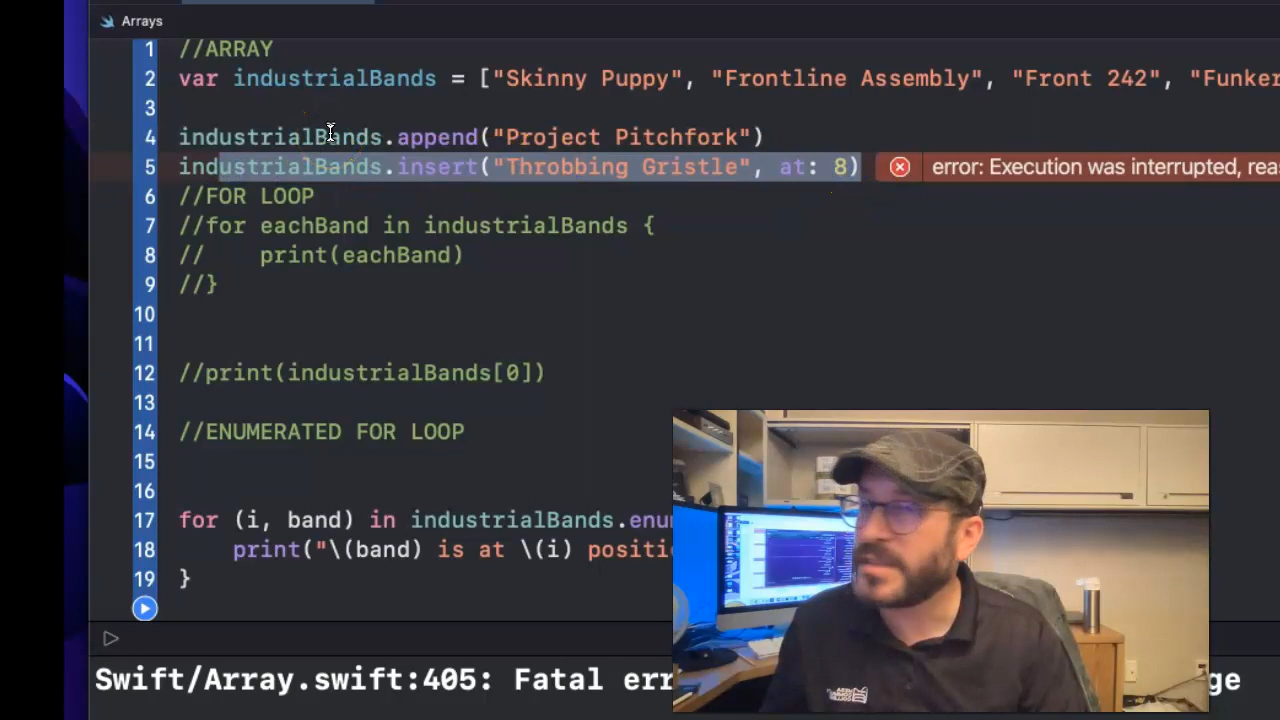 Arrays
1 //ARRAY
2 var industrialBands = ["Skinny Puppy", "Frontline Assembly", "Front 242", "Funker
3
4 industrialBands.append("Project Pitchfork")
5 industrialBands.insert("Throbbing Gristle", at: 8) error: Execution was interrupted, rea
6 //FOR LOOP
7 //for eachBand in industrialBands {
8 // print(eachBand)
9 //}
10
11
12 //print(industrialBands[0])
13
14 //ENUMERATED FOR LOOP
15
16
17 for (i, band) in industrialBands.enu
18 print("\(band) is at \(i) positi
19 }
Swift/Array.swift:405: Fatal err ge